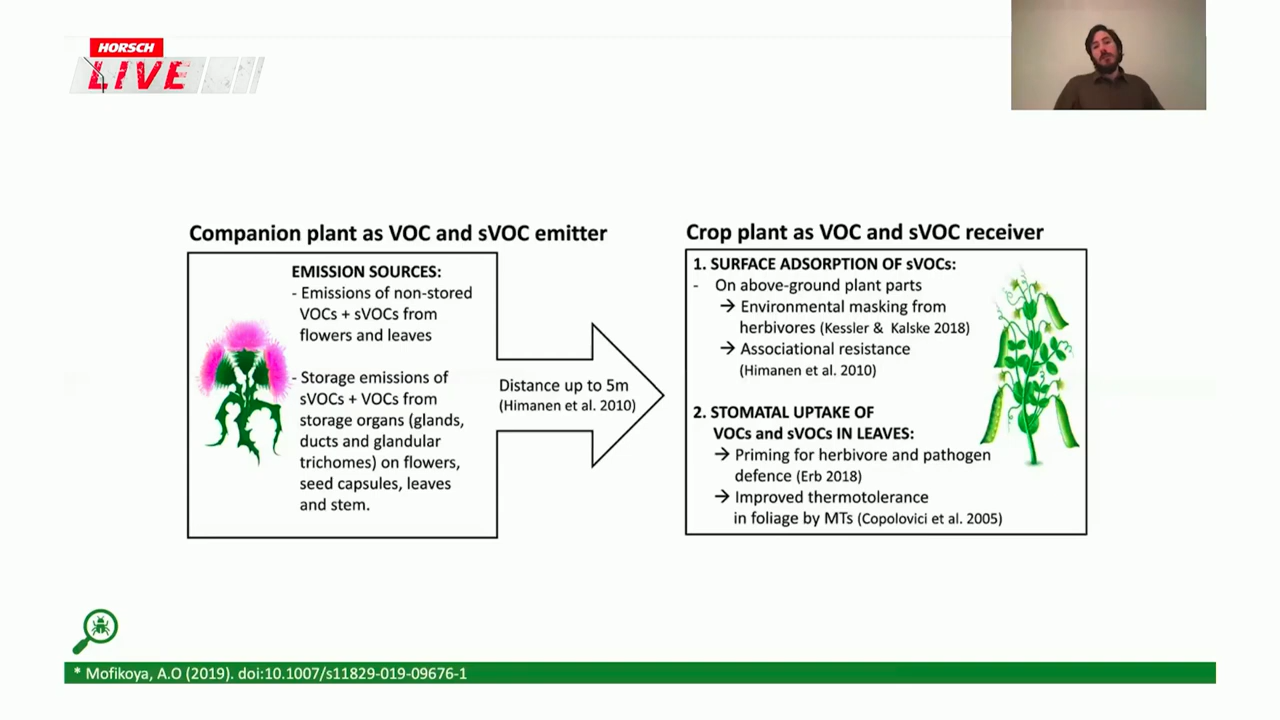 HORSCH
LIVE
Companion plant as VOC and sVOC emitter
EMISSION SOURCES:
- Emissions of non-stored
VOCs + sVOCs from
flowers and leaves
- Storage emissions of
sVOCs + VOCs from
storage organs (glands,
ducts and glandular
trichomes) on flowers,
seed capsules, leaves
and stem.
Distance up to 5m
(Himanen et al. 2010)
Crop plant as VOC and sVOC receiver
1. SURFACE ADSORPTION OF sVOCs:
- On above-ground plant parts
→ Environmental masking from
herbivores (Kessler & Kalske 2018)
→ Associational resistance
(Himanen et al. 2010)
2. STOMATAL UPTAKE OF
VOCs and sVOCs IN LEAVES:
→ Priming for herbivore and pathogen
defence (Erb 2018)
→ Improved thermotolerance
in foliage by MTs (Copolovici et al. 2005)
* Mofikoya, A.O (2019). doi:10.1007/s11829-019-09676-1